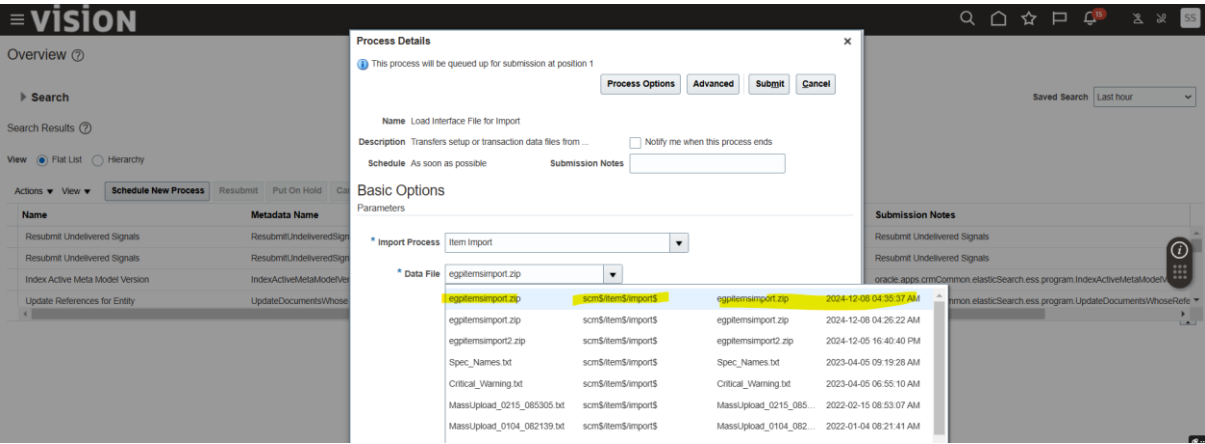 VISION
15
SS
Overview
Process Details
This process will be queued up for submission at position 1
Process Options Advanced Submit Cancel
Search
Saved Search Last hour
Name Load Interface File for Import
Search Results
Description Transfers setup or transaction data files from ... Notify me when this process ends
View Flat List Hierarchy
Schedule As soon as possible Submission Notes
Actions View Schedule New Process Resubmit Put On Hold
Basic Options
Parameters
Name Metadata Name Submission Notes
Resubmit Undelivered Signals ResubmitUndeliveredSign Resubmit Undelivered Signals
* Import Process Item Import
Resubmit Undelivered Signals ResubmitUndeliveredSign Resubmit Undelivered Signals
* Data File egpitemsimport.zip
Index Active Meta Model Version IndexActiveMetaModelVer oracle.apps.crmCommon.elasticSearch.ess.program.IndexActiveMetaModelV
Update References for Entity UpdateDocumentsWhose mmon.elasticSearch.ess.program.UpdateDocumentsWhoseRefe
egpitemsimport.zip scm$/item$/import$ egpitemsimport.zip 2024-12-08 04:35:37 AM
egpitemsimport.zip scm$/item$/import$ egpitemsimport.zip 2024-12-08 04:26:22 AM
egpitemsimport2.zip scm$/item$/import$ egpitemsimport2.zip 2024-12-05 16:40:40 PM
Spec_Names.txt scm$/item$/import$ Spec_Names.txt 2023-04-05 09:19:28 AM
Critical_Warning.txt scm$/item$/import$ Critical_Warning.txt 2023-04-05 06:55:10 AM
MassUpload_0215_085305.txt scm$/item$/import$ MassUpload_0215_085... 2022-02-15 08:53:07 AM
MassUpload_0104_082139.txt scm$/item$/import$ MassUpload_0104_082... 2022-01-04 08:21:41 AM